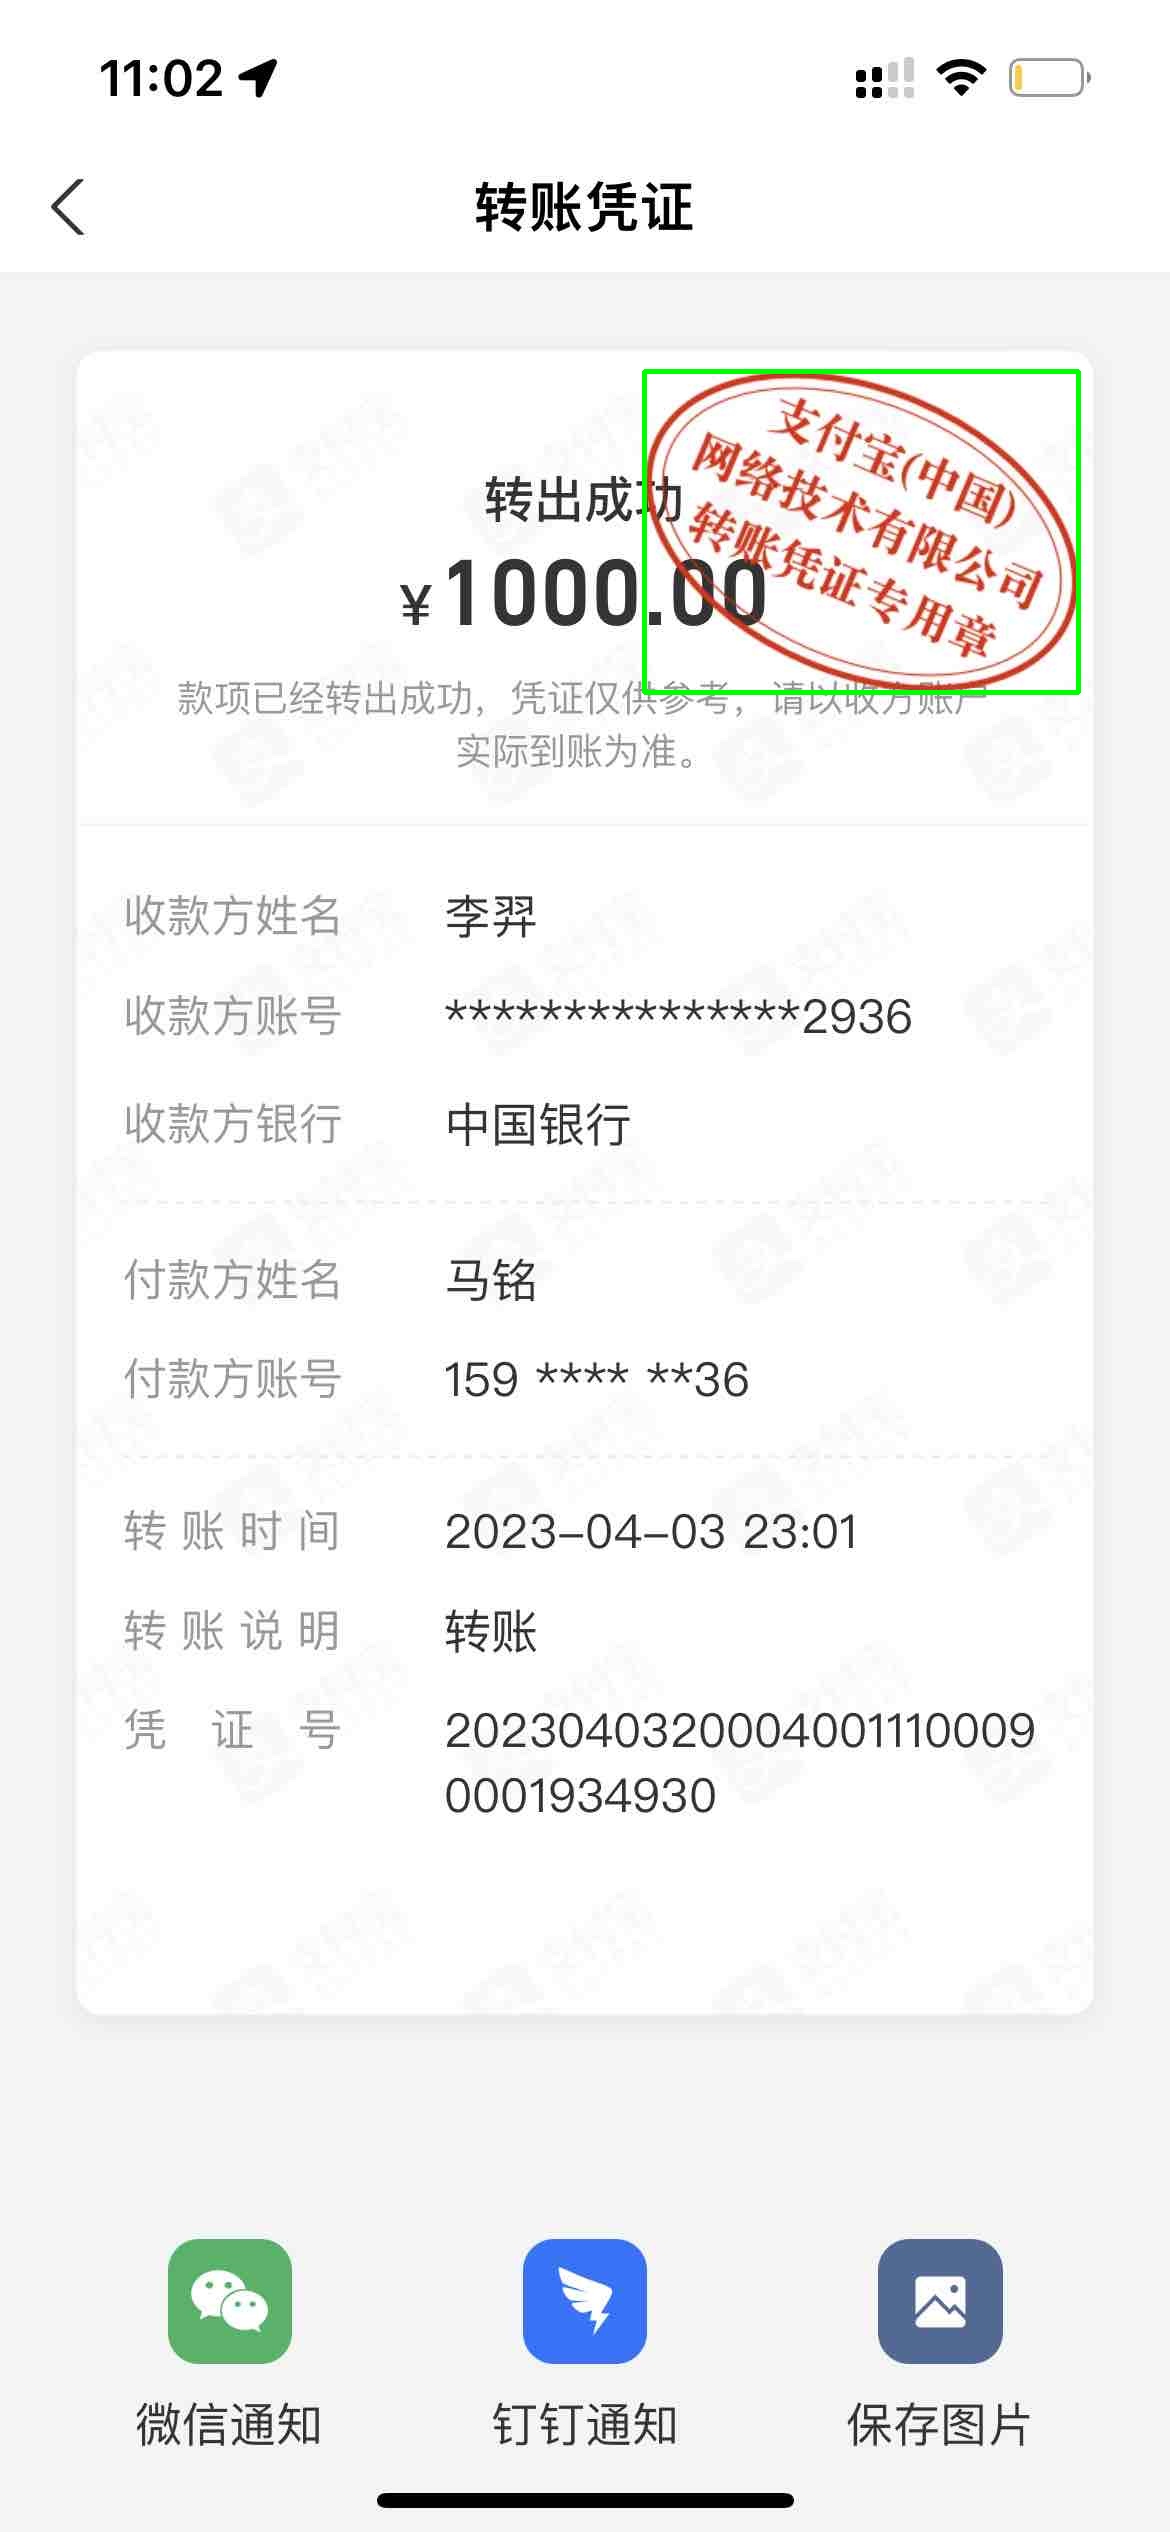 11:02
转账凭证
支付宝(中国)
网络技术有限公司
转账凭证专用章
转出成功
¥1000.00
款项已经转出成功，凭证仅供参考，请以收方账户
实际到账为准。
收款方姓名 李羿
收款方账号 ***************2936
收款方银行 中国银行
付款方姓名 马铭
付款方账号 159 **** **36
转账时间 2023-04-03 23:01
转账说明 转账
凭证号 2023040320004001110009
0001934930
微信通知 钉钉通知 保存图片